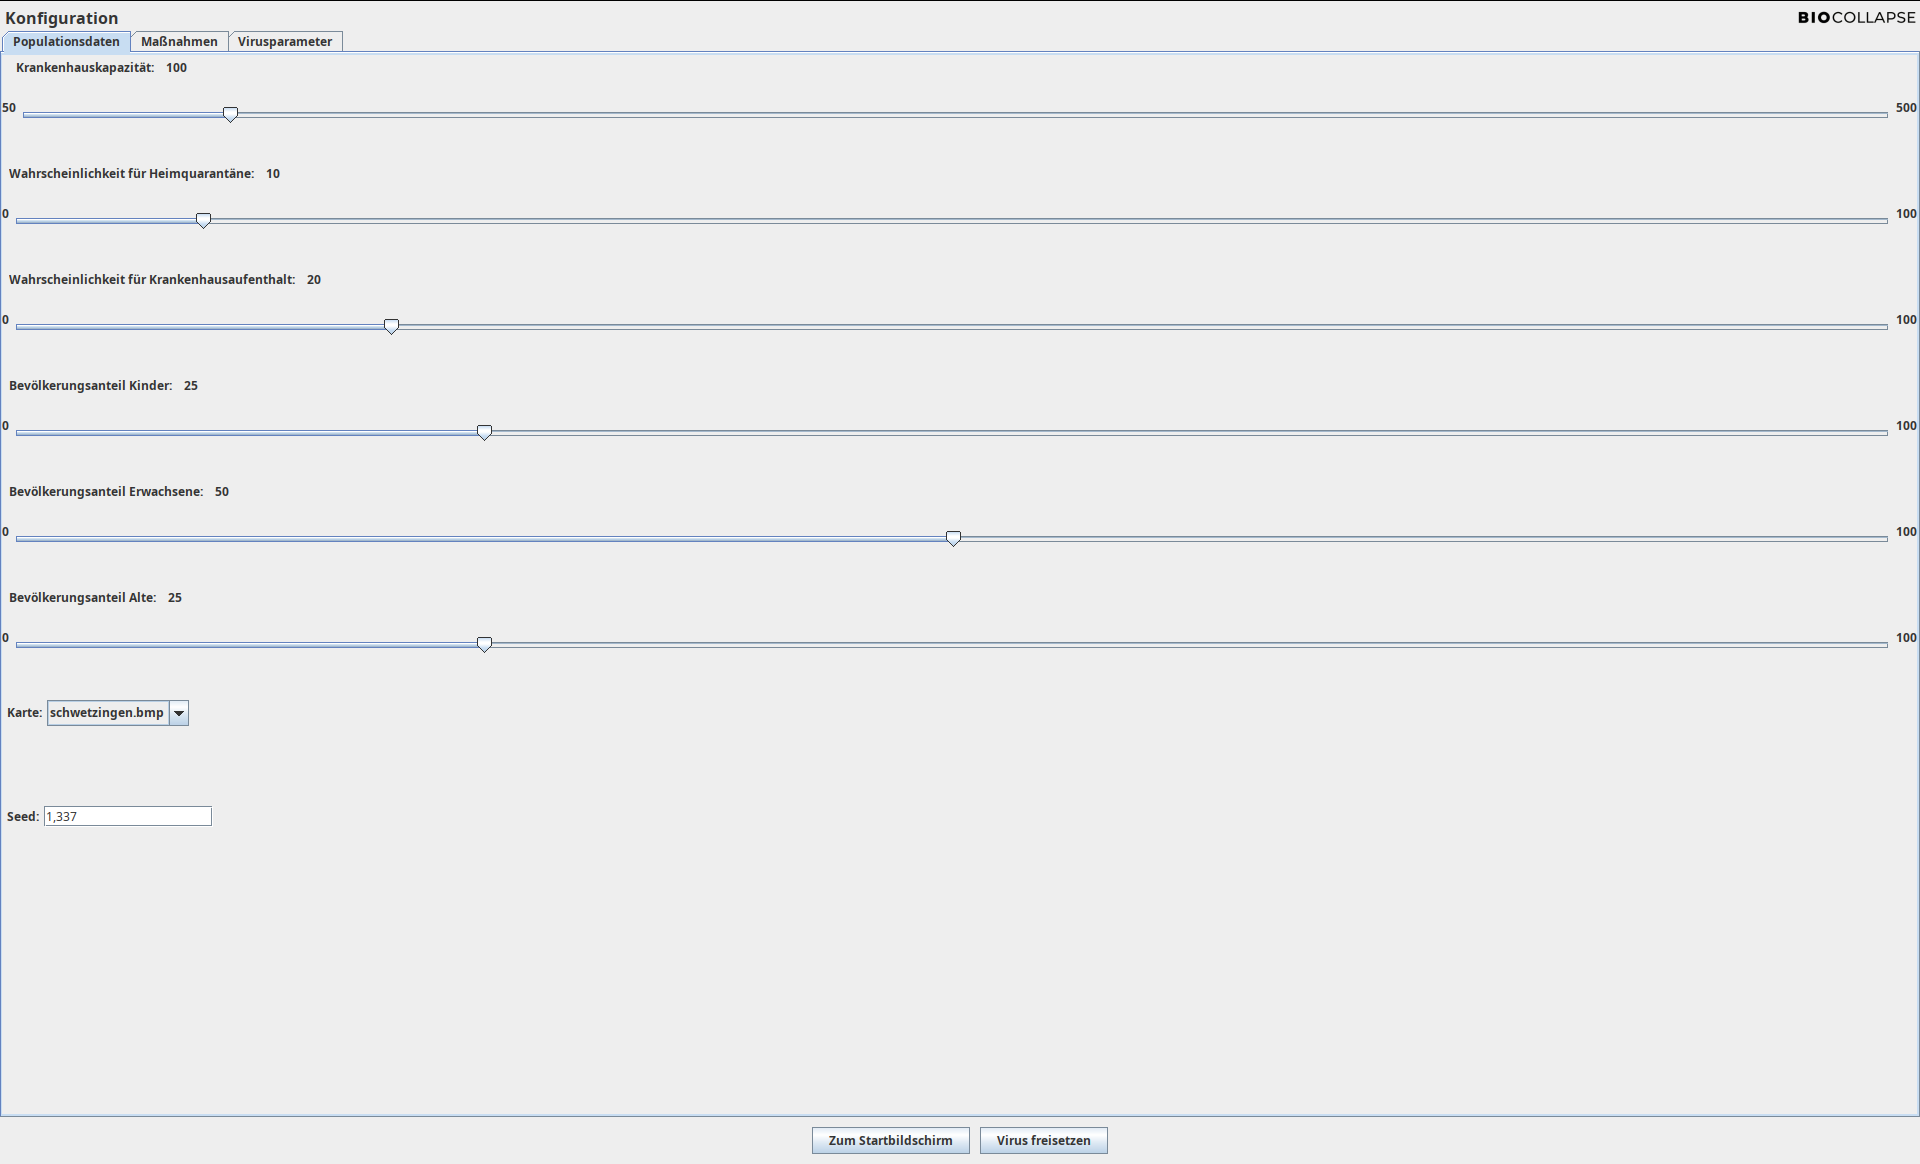 Konfiguration
BIOCOLLAPSE
Populationsdaten Maßnahmen Virusparameter
Krankenhauskapazität: 100
50 500
Wahrscheinlichkeit für Heimquarantäne: 10
0 100
Wahrscheinlichkeit für Krankenhausaufenthalt: 20
0 100
Bevölkerungsanteil Kinder: 25
0 100
Bevölkerungsanteil Erwachsene: 50
0 100
Bevölkerungsanteil Alte: 25
0 100
Karte: schwetzingen.bmp
Seed: 1,337
Zum Startbildschirm Virus freisetzen